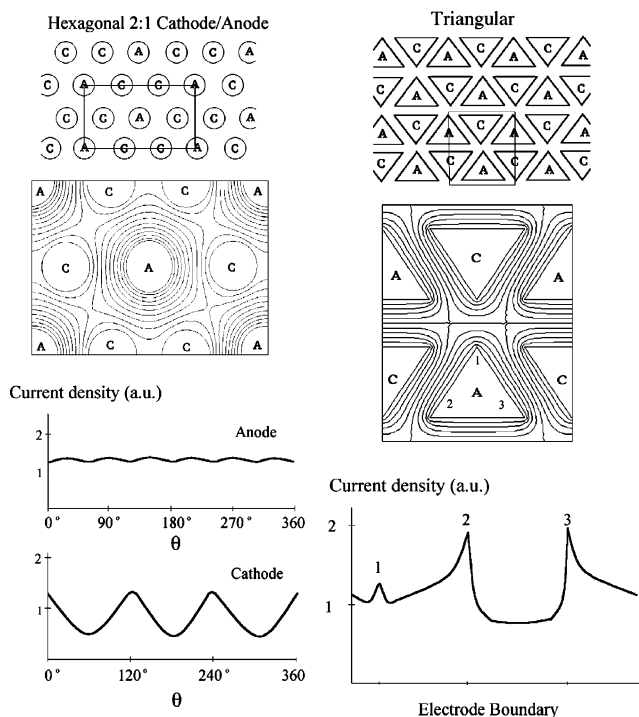 Hexagonal 2:1 Cathode/Anode
C C A C C A
C A G G A C
G G A G G A
C A G G A C
A C C A
C A C
A C C A
Triangular
A C A C A C A
C A C A C A C
A C A C A C A
C A C A C A C
C
A A
1
C A C
2 3
Current density (a.u.)
2
Anode
1
0° 90° 180° 270° 360
θ
2
Cathode
1
0° 120° 240° 360
θ
Current density (a.u.)
2 3
2
1
1
Electrode Boundary